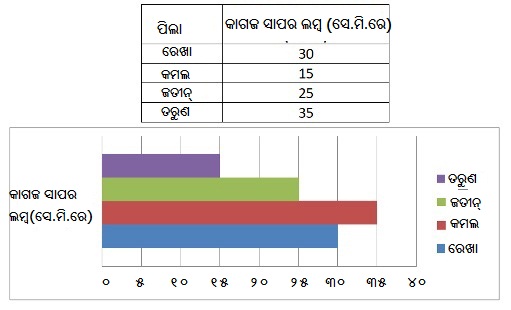 ପିଲା କାଗଜ ସାପର ଲମ୍ବ (ସେ.ମି.ରେ)
ରେଖା 30
କମଲ 15
ଜତୀନ୍ 25
ତରୁଣ 35
କାଗଜ ସାପର
ଲମ୍ବ(ସେ.ମି.ରେ)
ତରୁଣ
ଜତୀନ୍
କମଲ
ରେଖା
୦ ୫ ୧୦ ୧୫ ୨୦ ୨୫ ୩୦ ୩୫ ୪୦